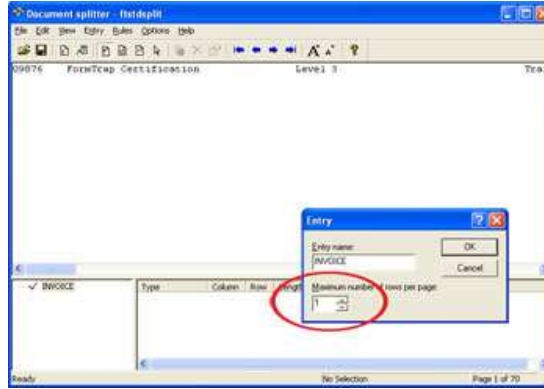 Document splitter - ftstdsplit
File Edit View Entry Rules Options Help
09876 FormTrap Certification Level 3 Tra
Entry
Entry name:
INVOICE
OK
Cancel
Maximum number of rows per page:
1
INVOICE
Type Column Row Length
Ready No Selection Page 1 of 70